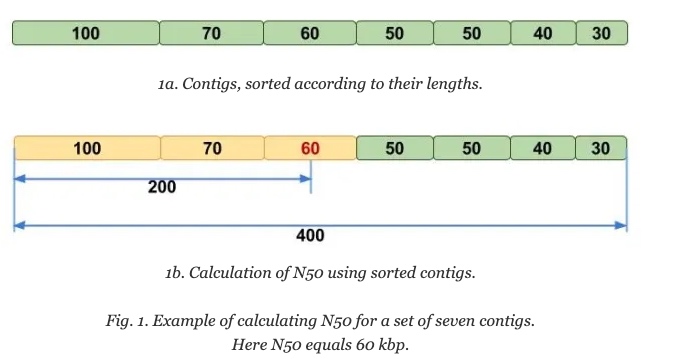 100 70 60 50 50 40 30
1a. Contigs, sorted according to their lengths.
100 70 60 50 50 40 30
200
400
1b. Calculation of N50 using sorted contigs.
Fig. 1. Example of calculating N50 for a set of seven contigs.
Here N50 equals 60 kbp.